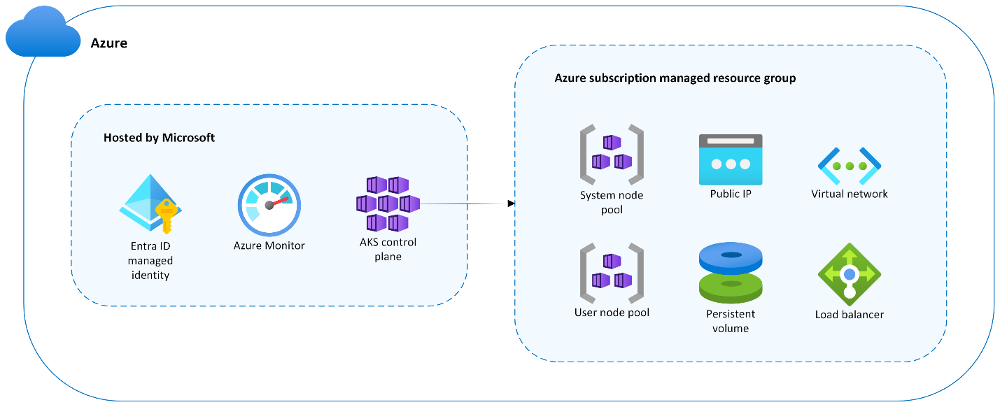 Azure
Azure subscription managed resource group
Hosted by Microsoft
System node
pool
Public IP
Virtual network
Entra ID
managed
identity
Azure Monitor
AKS control
plane
User node pool
Persistent
volume
Load balancer